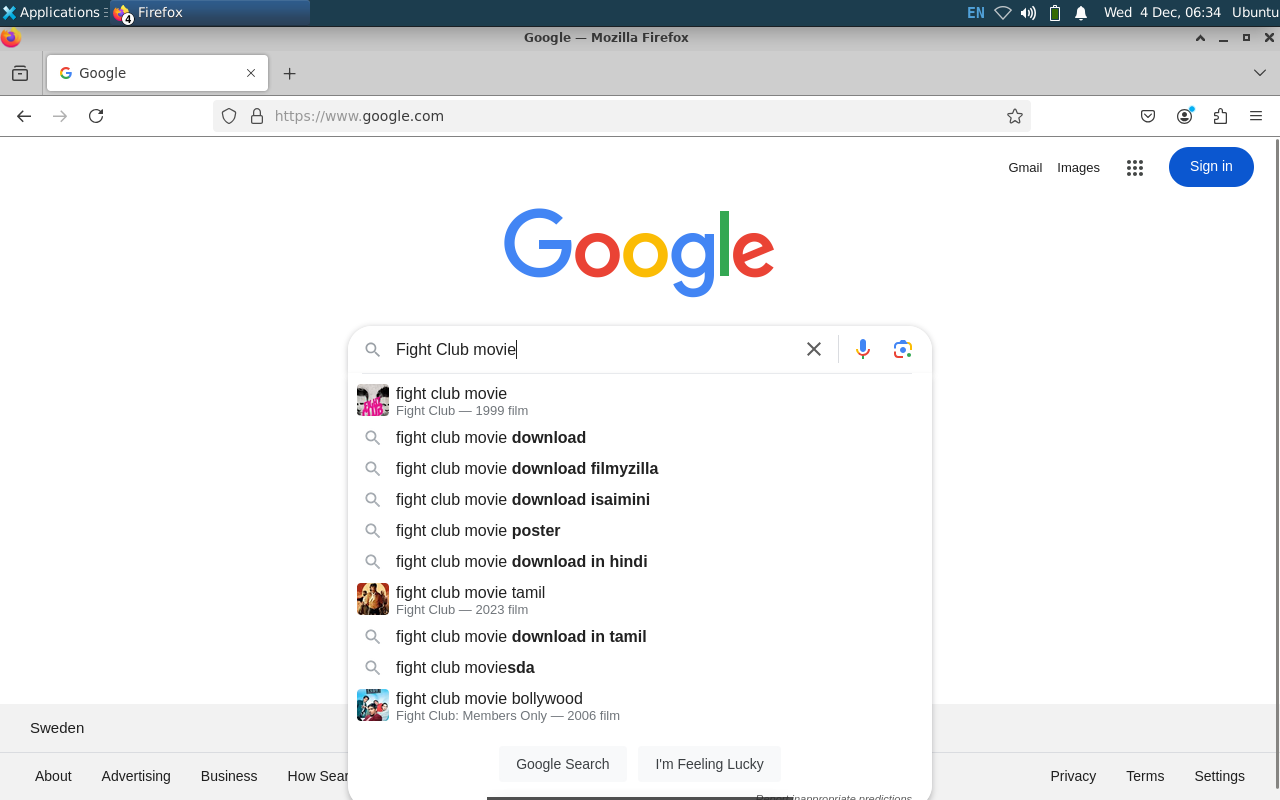 Applications
4
Firefox
EN
Wed 4 Dec, 06:34
Ubuntu
Google — Mozilla Firefox
Google
https://www.google.com
Gmail
Images
Sign in
Google
Fight Club movie
fight club movie
Fight Club — 1999 film
fight club movie download
fight club movie download filmyzilla
fight club movie download isaimini
fight club movie poster
fight club movie download in hindi
fight club movie tamil
Fight Club — 2023 film
fight club movie download in tamil
fight club moviesda
fight club movie bollywood
Fight Club: Members Only — 2006 film
Sweden
Google Search
I'm Feeling Lucky
About
Advertising
Business
How Sear
Privacy
Terms
Settings
Report inappropriate predictions